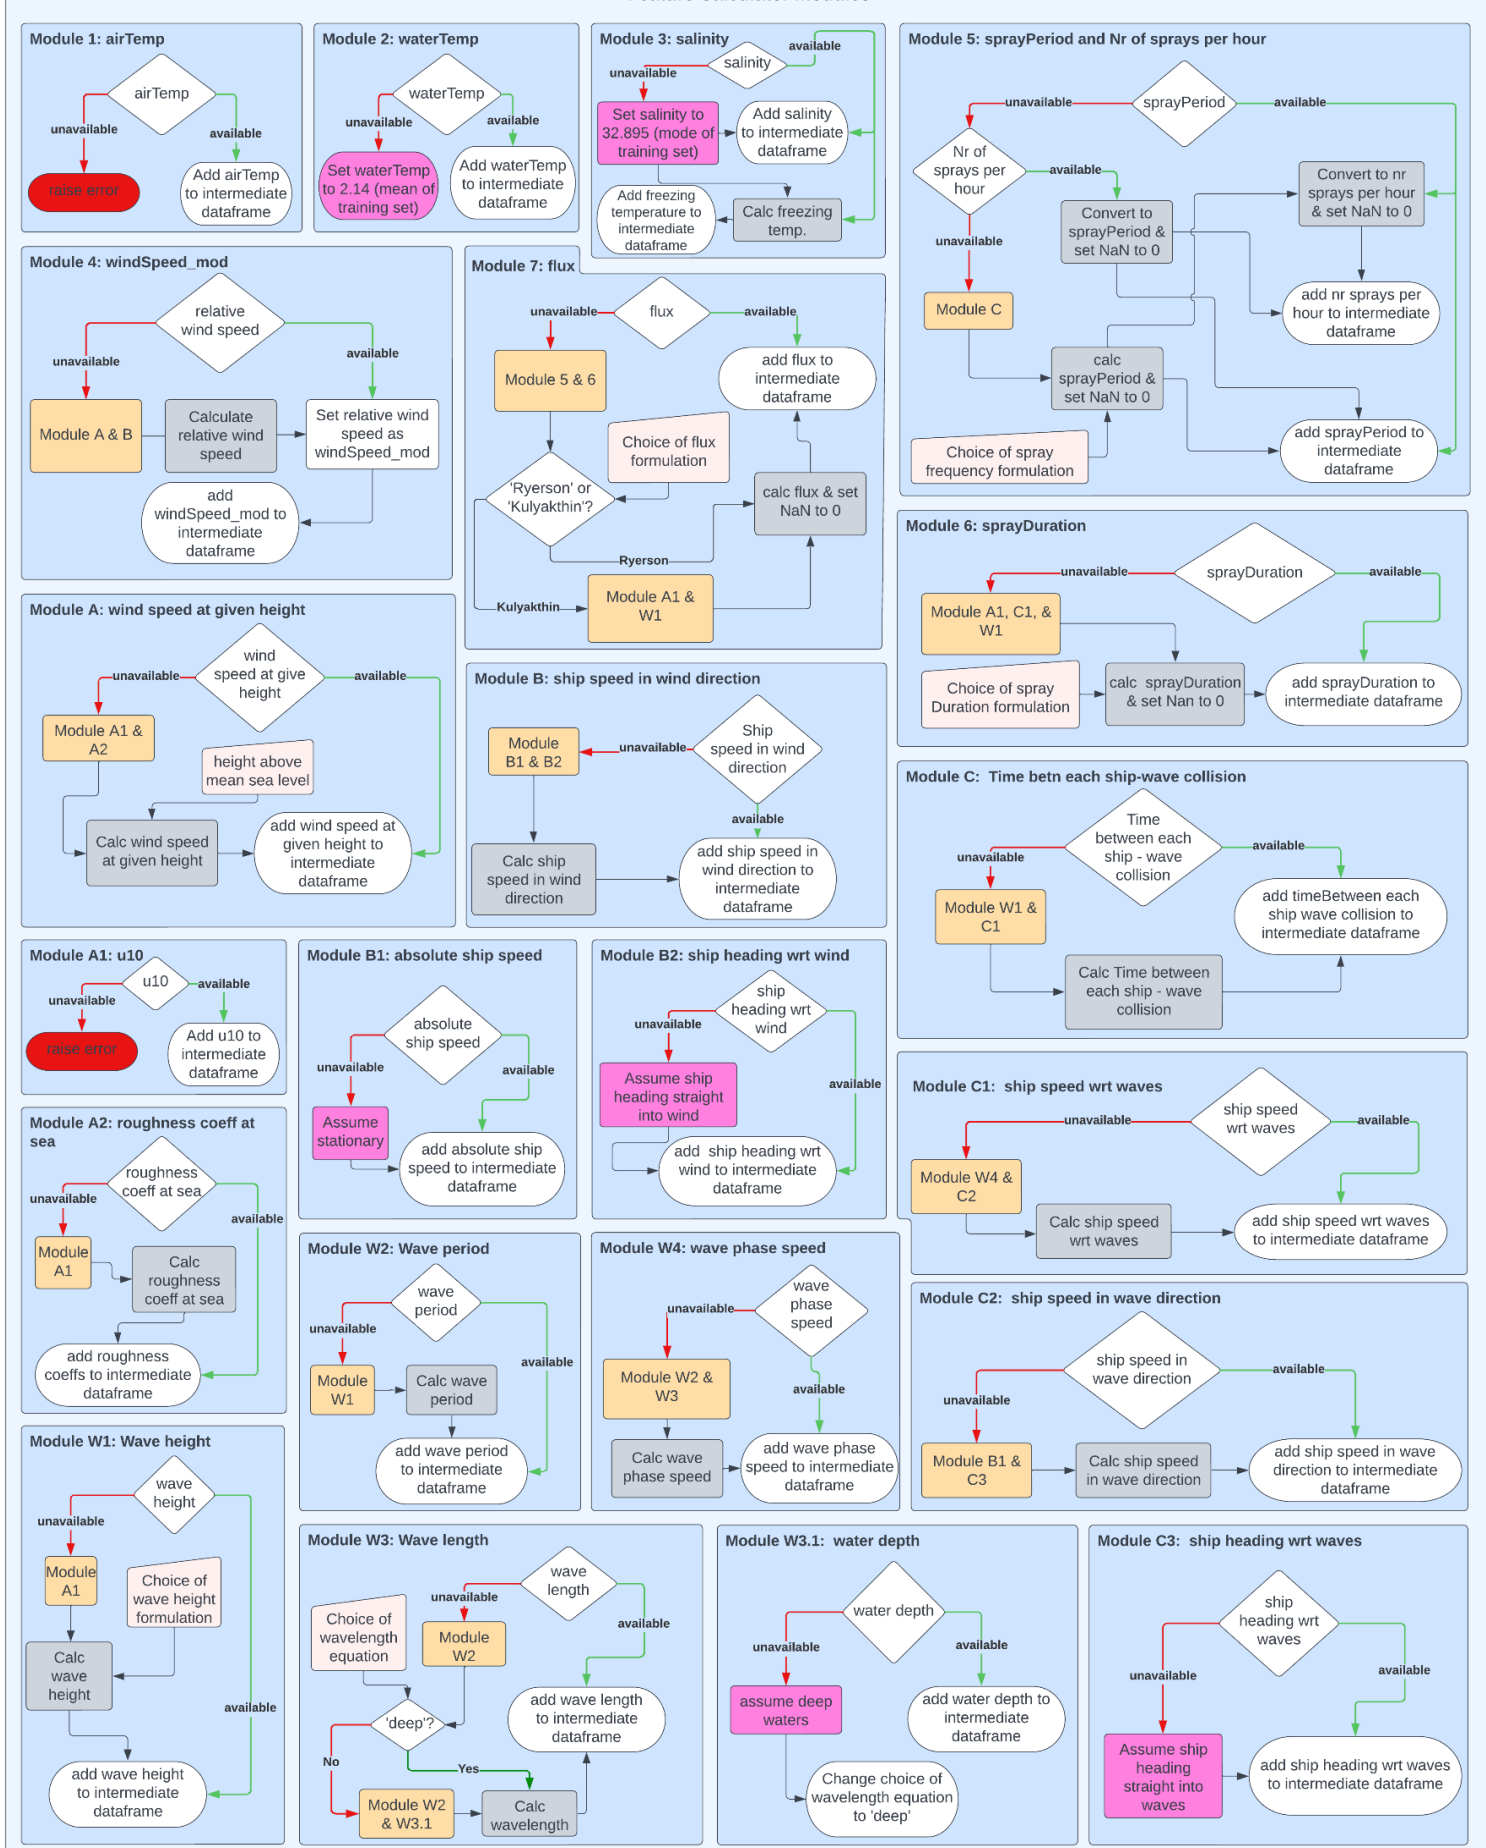 Module 1: airTemp
airTemp
unavailable
available
raise error
Add airTemp
to intermediate
dataframe
Module 2: waterTemp
waterTemp
unavailable
available
Set waterTemp
to 2.14 (mean of
training set)
Add waterTemp
to intermediate
dataframe
Module 3: salinity
salinity
available
unavailable
Set salinity to
32.895 (mode of
training set)
Add salinity
to intermediate
dataframe
Add freezing
temperature to
intermediate
dataframe
Calc freezing
temp.
Module 5: sprayPeriod and Nr of sprays per hour
sprayPeriod
unavailable
available
Nr of
sprays per
hour
available
unavailable
Convert to
sprayPeriod &
set NaN to 0
Convert to nr
sprays per hour
& set NaN to 0
Module C
add nr sprays per
hour to intermediate
dataframe
calc
sprayPeriod &
set NaN to 0
Choice of spray
frequency formulation
add sprayPeriod to
intermediate
dataframe
Module 4: windSpeed_mod
relative
wind speed
unavailable
available
Module A & B
Calculate
relative wind
speed
Set relative wind
speed as
windSpeed_mod
add
windSpeed_mod to
intermediate
dataframe
Module 7: flux
flux
unavailable
available
Module 5 & 6
add flux to
intermediate
dataframe
Choice of flux
formulation
'Ryerson' or
'Kulyakthin'?
calc flux & set
NaN to 0
Ryerson
Kulyakthin
Module A1 &
W1
Module 6: sprayDuration
sprayDuration
unavailable
available
Module A1, C1, &
W1
Choice of spray
Duration formulation
calc sprayDuration
& set Nan to 0
add sprayDuration to
intermediate dataframe
Module A: wind speed at given height
wind
speed at give
height
unavailable
available
Module A1 &
A2
height above
mean sea level
Calc wind speed
at given height
add wind speed at
given height to
intermediate
dataframe
Module B: ship speed in wind direction
Ship
speed in wind
direction
unavailable
available
Module
B1 & B2
Calc ship
speed in wind
direction
add ship speed in
wind direction to
intermediate
dataframe
Module C: Time betn each ship-wave collision
Time
between each
ship - wave
collision
unavailable
available
Module W1 &
C1
add timeBetween each
ship wave collision to
intermediate dataframe
Calc Time between
each ship - wave
collision
Module A1: u10
u10
unavailable
available
raise error
Add u10 to
intermediate
dataframe
Module B1: absolute ship speed
absolute
ship speed
unavailable
available
Assume
stationary
add absolute ship
speed to intermediate
dataframe
Module B2: ship heading wrt wind
ship
heading wrt
wind
unavailable
available
Assume ship
heading straight
into wind
add ship heading wrt
wind to intermediate
dataframe
Module C1: ship speed wrt waves
ship speed
wrt waves
unavailable
available
Module W4 &
C2
Calc ship speed
wrt waves
add ship speed wrt waves
to intermediate dataframe
Module A2: roughness coeff at
sea
roughness
coeff at sea
unavailable
available
Module
A1
Calc
roughness
coeff at sea
add roughness
coeffs to intermediate
dataframe
Module W2: Wave period
wave
period
unavailable
available
Module
W1
Calc wave
period
add wave period
to intermediate
dataframe
Module W4: wave phase speed
wave
phase
speed
unavailable
available
Module W2 &
W3
Calc wave
phase speed
add wave phase
speed to intermediate
dataframe
Module C2: ship speed in wave direction
ship speed in
wave direction
unavailable
available
Module B1 &
C3
Calc ship speed
in wave direction
add ship speed in wave
direction to intermediate
dataframe
Module W1: Wave height
wave
height
unavailable
available
Module
A1
Choice of
wave height
formulation
Calc
wave
height
add wave height
to intermediate
dataframe
Module W3: Wave length
wave
length
unavailable
available
Choice of
wavelength
equation
Module
W2
'deep'?
No
Yes
add wave length
to intermediate
dataframe
Module W2
& W3.1
Calc
wavelength
Module W3.1: water depth
water depth
unavailable
available
assume deep
waters
add water depth to
intermediate
dataframe
Change choice of
wavelength equation
to 'deep'
Module C3: ship heading wrt waves
ship
heading wrt
waves
unavailable
available
Assume ship
heading
straight into
waves
add ship heading wrt waves
to intermediate dataframe